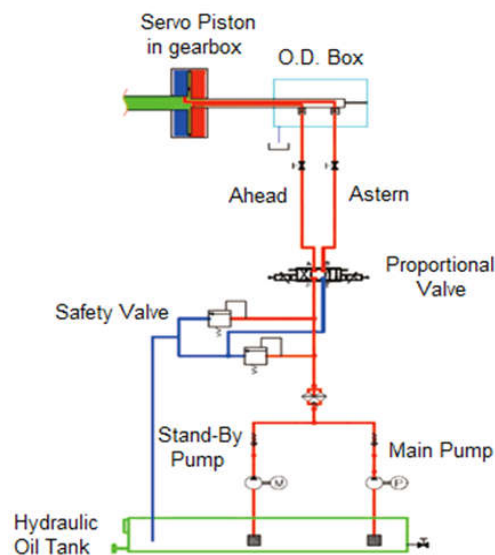 Servo Piston
in gearbox
O.D. Box
Ahead
Astern
Proportional
Valve
Safety Valve
Stand-By
Pump
Main Pump
M
P
Hydraulic
Oil Tank